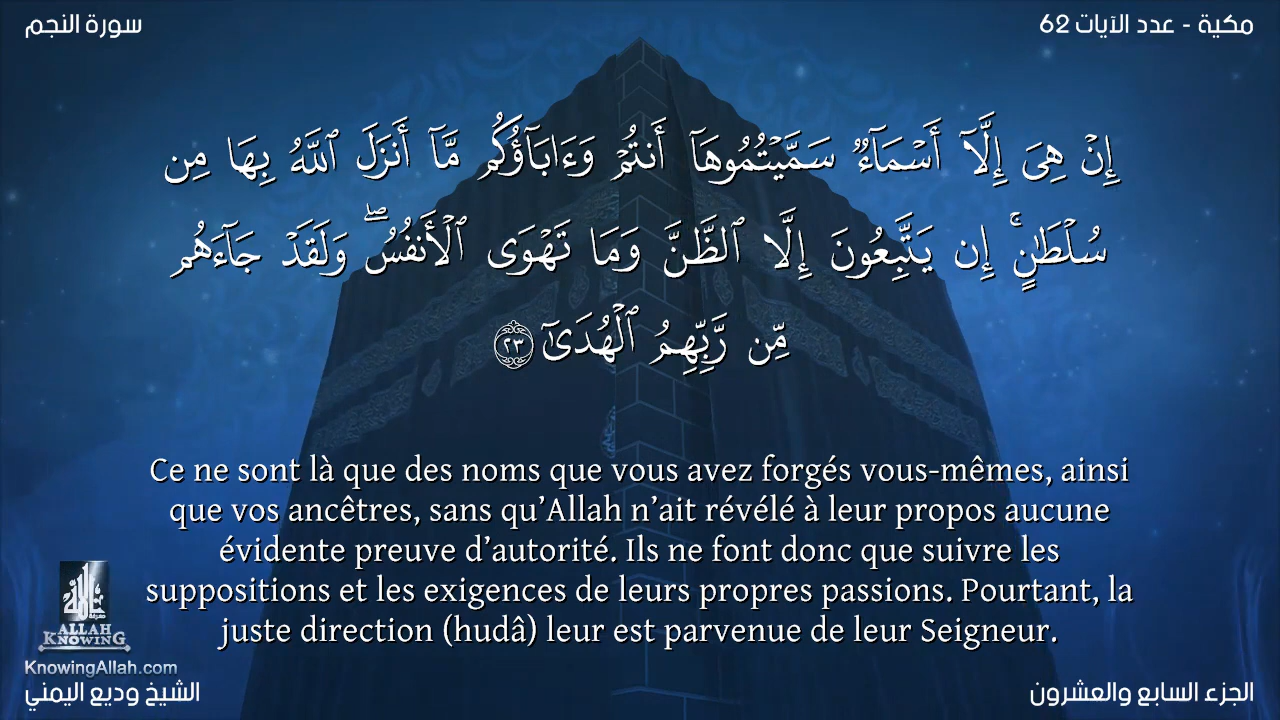 مكية - عدد الآيات 62
سورة النجم
إِنْ هِىَ إِلَّآ أَسْمَآءٌ سَمَّيْتُمُوهَآ أَنتُمْ وَءَابَآؤُكُم مَّآ أَنزَلَ ٱللَّهُ بِهَا مِن
سُلْطَٰنٍ ۚ إِن يَتَّبِعُونَ إِلَّا ٱلظَّنَّ وَمَا تَهْوَى ٱلْأَنفُسُ ۖ وَلَقَدْ جَآءَهُم
مِّن رَّبِّهِمُ ٱلْهُدَىٰٓ ٢٣
Ce ne sont là que des noms que vous avez forgés vous-mêmes, ainsi
que vos ancêtres, sans qu’Allah n’ait révélé à leur propos aucune
évidente preuve d’autorité. Ils ne font donc que suivre les
suppositions et les exigences de leurs propres passions. Pourtant, la
juste direction (hudâ) leur est parvenue de leur Seigneur.
ALLAH
KNOWING
KnowingAllah.com
الجزء السابع والعشرون
الشيخ وديع اليمني